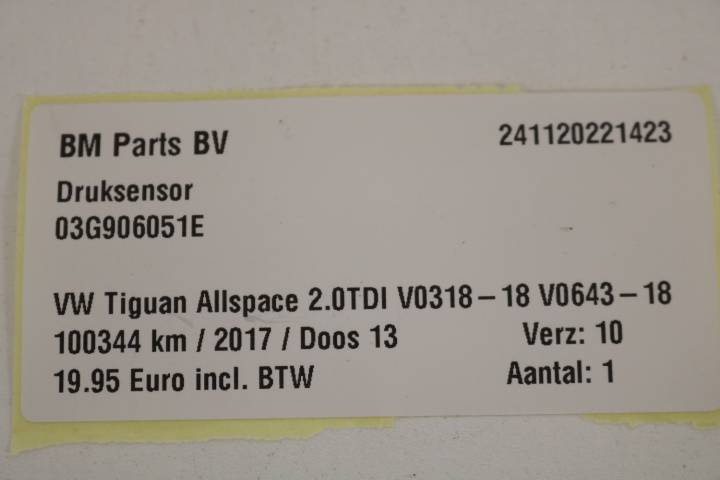 BM Parts BV 241120221423
Druksensor
03G906051E
VW Tiguan Allspace 2.0TDI V0318-18 V0643-18
100344 km / 2017 / Doos 13 Verz: 10
19.95 Euro incl. BTW Aantal: 1